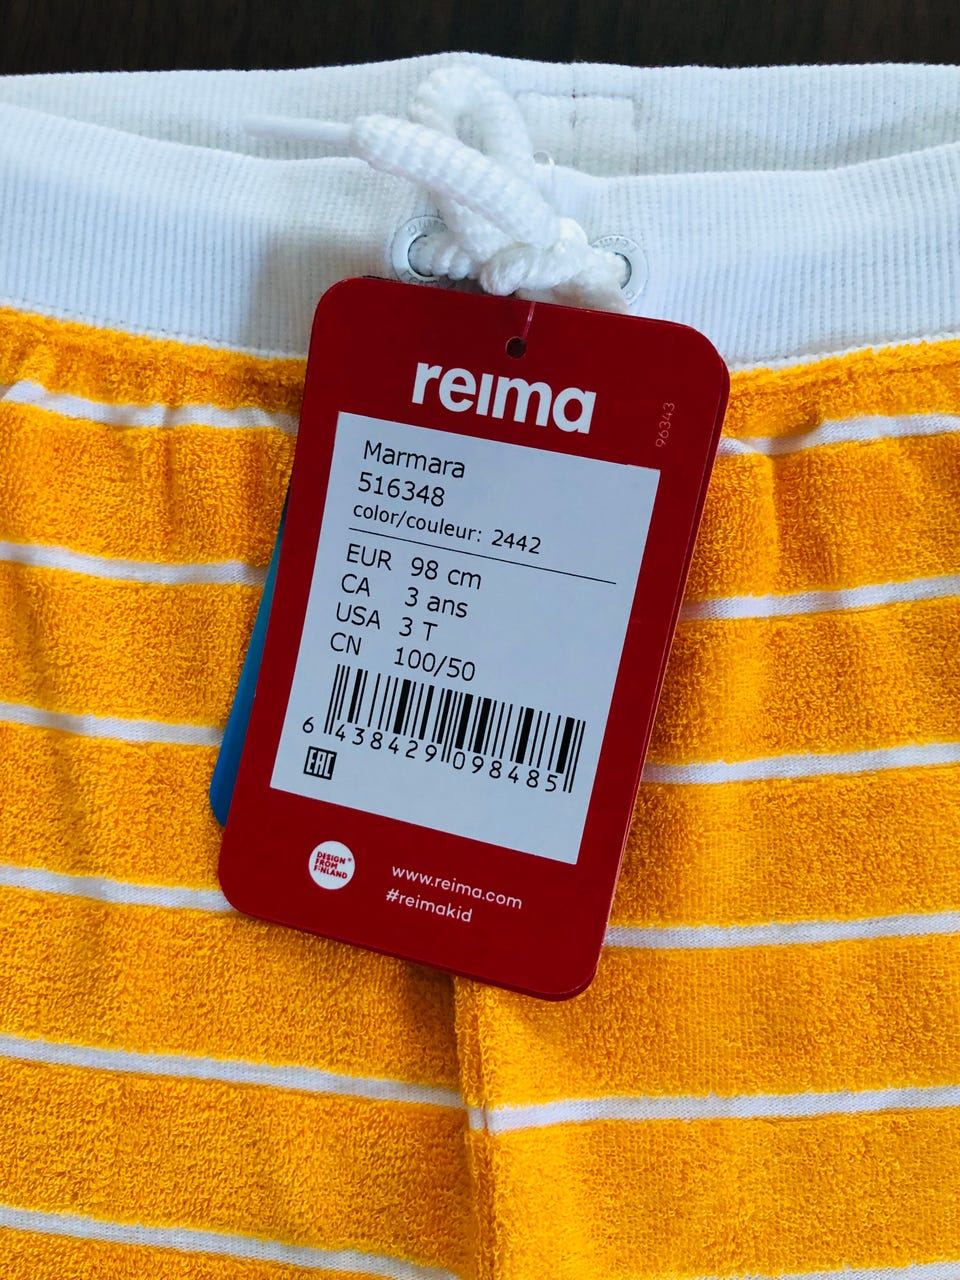 reima
96343
Marmara
516348
color/couleur: 2442
EUR 98 cm
CA 3 ans
USA 3 T
CN 100/50
6 438429 098485
EAC
DESIGN
FROM
FINLAND
www.reima.com
#reimakid